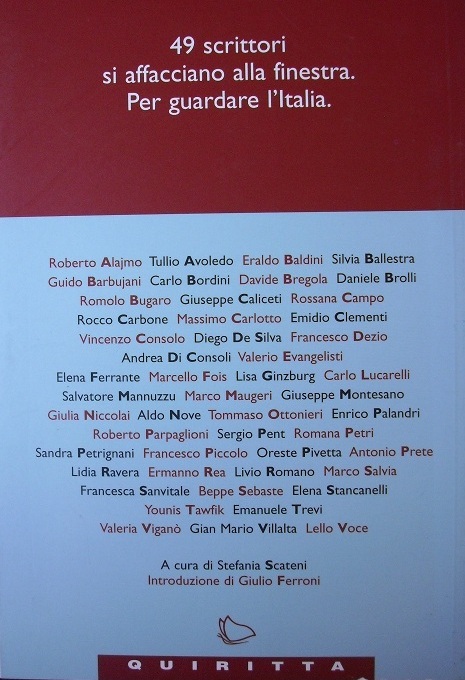 49 scrittori
si affacciano alla finestra.
Per guardare l'Italia.
Roberto Alajmo Tullio Avoledo Eraldo Baldini Silvia Ballestra
Guido Barbujani Carlo Bordini Davide Bregola Daniele Brolli
Romolo Bugaro Giuseppe Caliceti Rossana Campo
Rocco Carbone Massimo Carlotto Emidio Clementi
Vincenzo Consolo Diego De Silva Francesco Dezio
Andrea Di Consoli Valerio Evangelisti
Elena Ferrante Marcello Fois Lisa Ginzburg Carlo Lucarelli
Salvatore Mannuzzu Marco Maugeri Giuseppe Montesano
Giulia Niccolai Aldo Nove Tommaso Ottonieri Enrico Palandri
Roberto Parpaglioni Sergio Pent Romana Petri
Sandra Petrignani Francesco Piccolo Oreste Pivetta Antonio Prete
Lidia Ravera Ermanno Rea Livio Romano Marco Salvia
Francesca Sanvitale Beppe Sebaste Elena Stancanelli
Younis Tawfik Emanuele Trevi
Valeria Viganò Gian Mario Villalta Lello Voce
A cura di Stefania Scateni
Introduzione di Giulio Ferroni
QUIRITTA